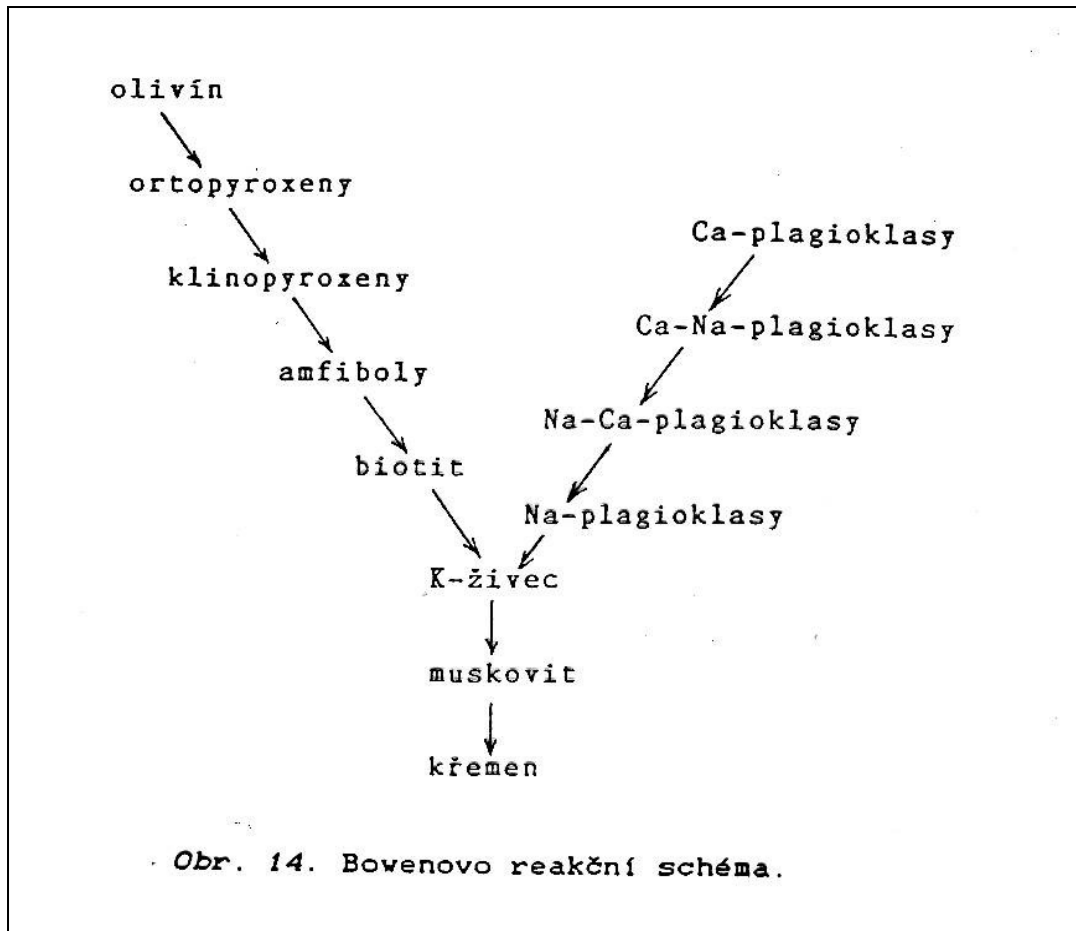 olivín
ortopyroxeny
Ca-plagioklasy
klinopyroxeny
Ca-Na-plagioklasy
amfiboly
Na-Ca-plagioklasy
biotit
Na-plagioklasy
K-živec
muskovit
křemen
Obr. 14. Bowenovo reakční schéma.